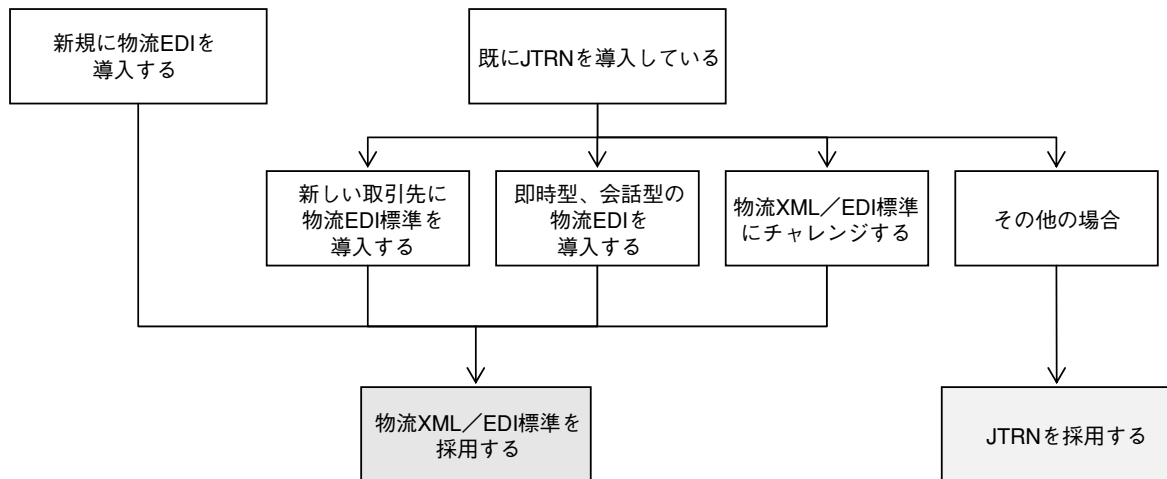 新規に物流EDIを
導入する
既にJTRNを導入している
新しい取引先に
物流EDI標準を
導入する
即時型、会話型の
物流EDIを
導入する
物流XML／EDI標準
にチャレンジする
その他の場合
物流XML／EDI標準を
採用する
JTRNを採用する